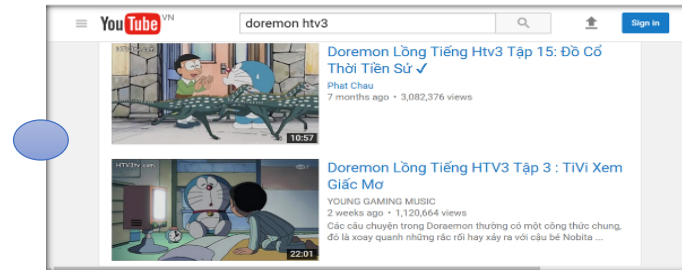 YouTube VN
doremon htv3
Sign in
Doremon Lồng Tiếng Htv3 Tập 15: Đồ Cổ
Thời Tiền Sử ✓
Phat Chau
7 months ago • 3,082,376 views
10:57
HTV3tv.com
Doremon Lồng Tiếng HTV3 Tập 3 : TiVi Xem
Giấc Mơ
YOUNG GAMING MUSIC
2 weeks ago • 1,120,664 views
Các câu chuyện trong Doraemon thường có một công thức chung,
đó là xoay quanh những rắc rối hay xảy ra với cậu bé Nobita ...
22:01